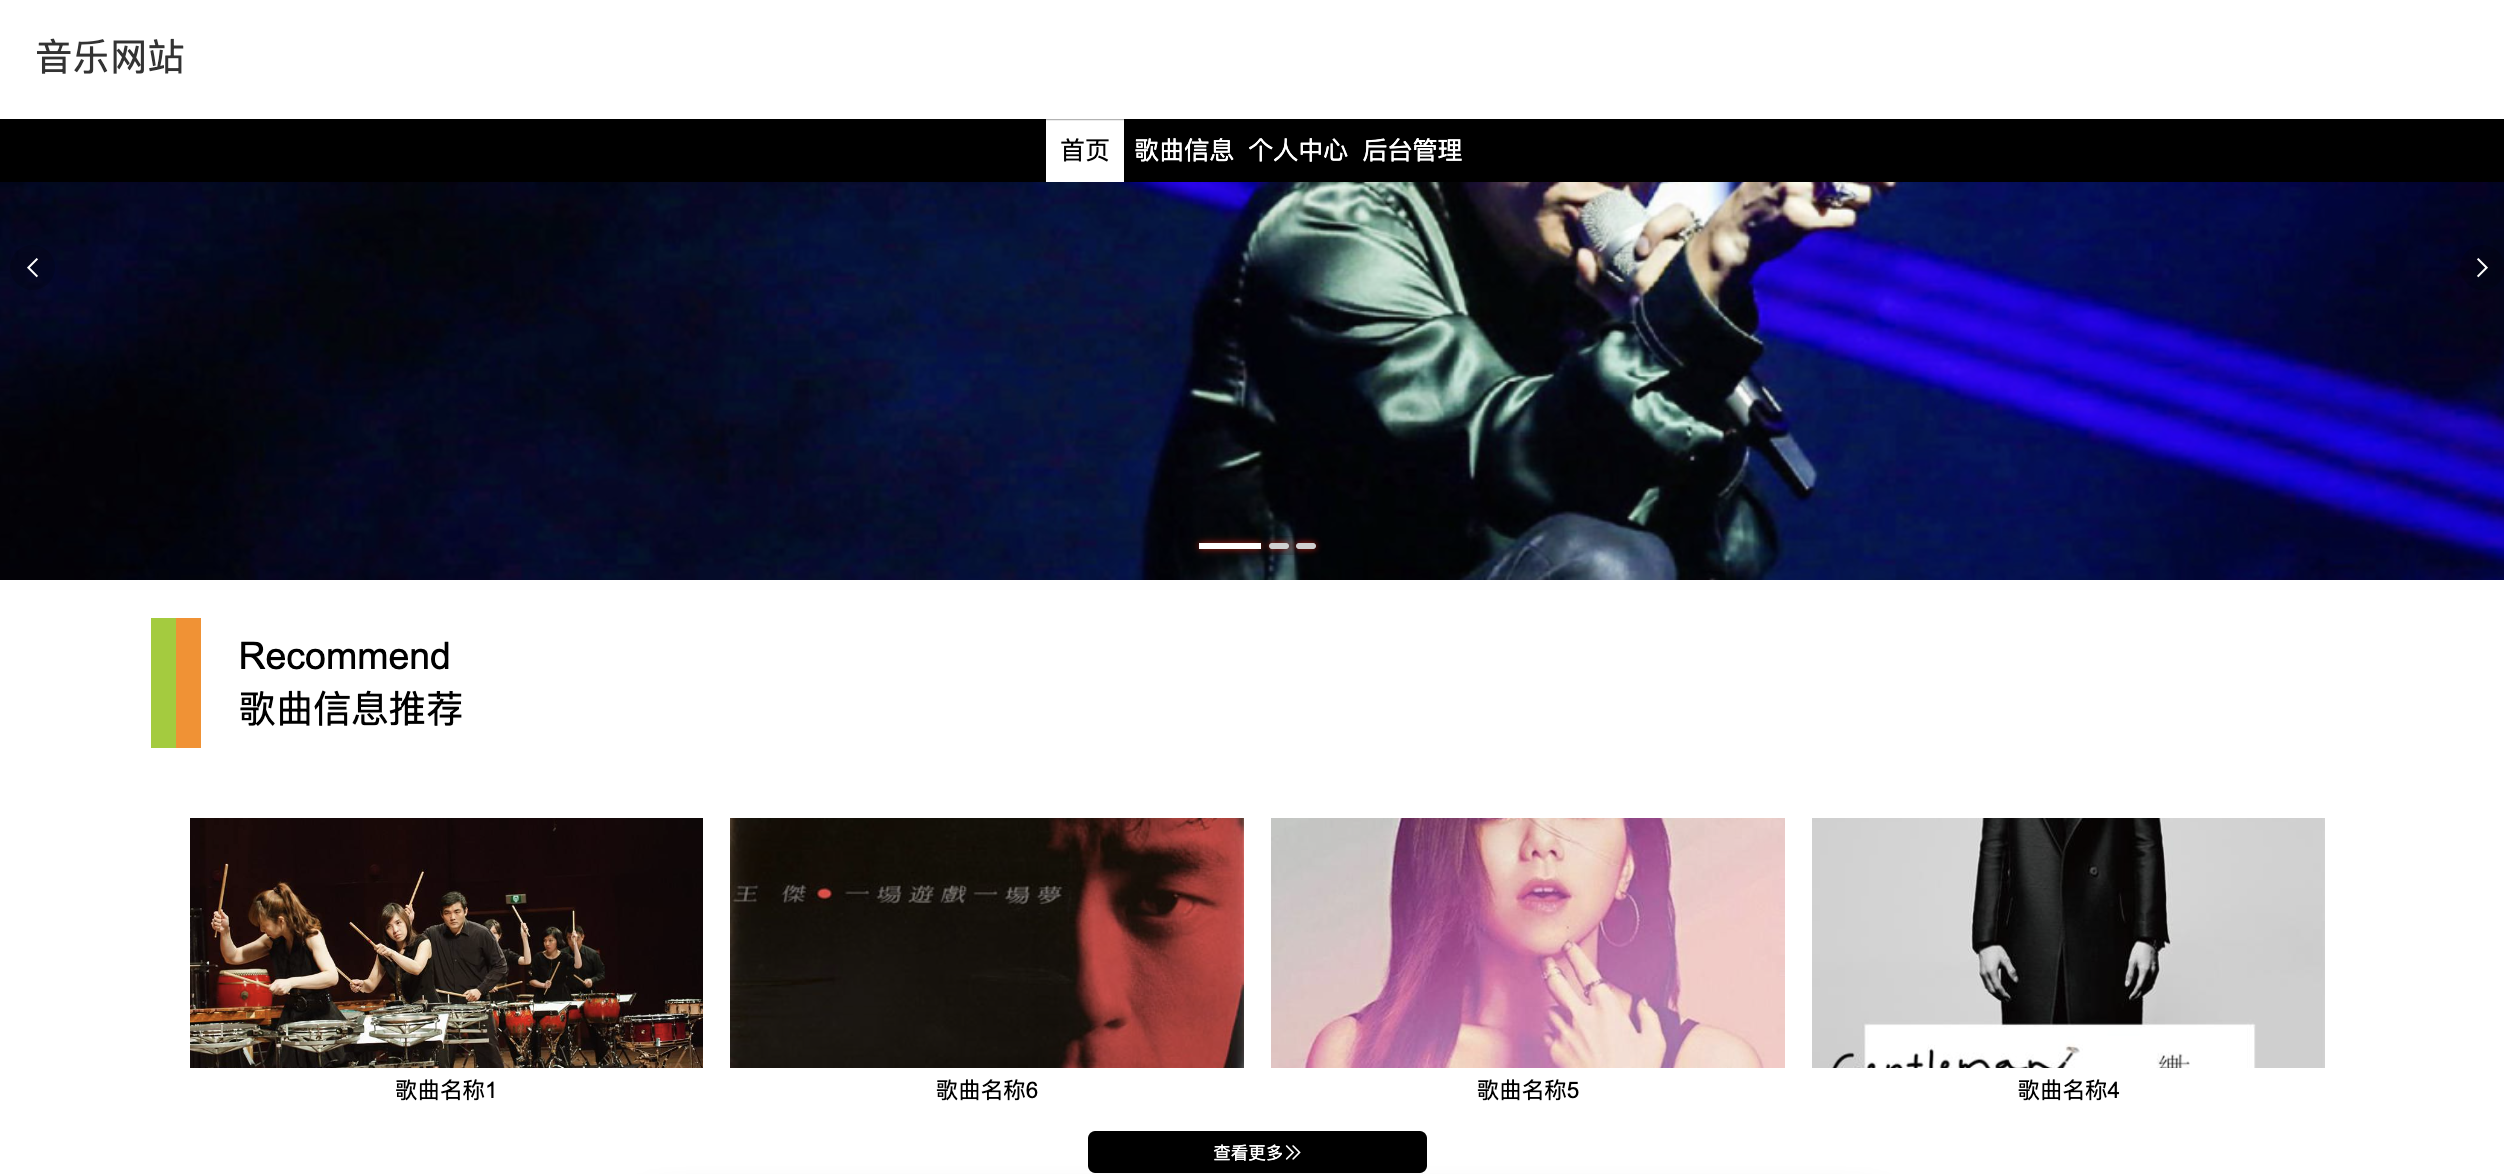 音乐网站
首页 歌曲信息 个人中心 后台管理
Recommend
歌曲信息推荐
王 傑•一場遊戲一場夢
Gentleman
歌曲名称1
歌曲名称6
歌曲名称5
歌曲名称4
查看更多